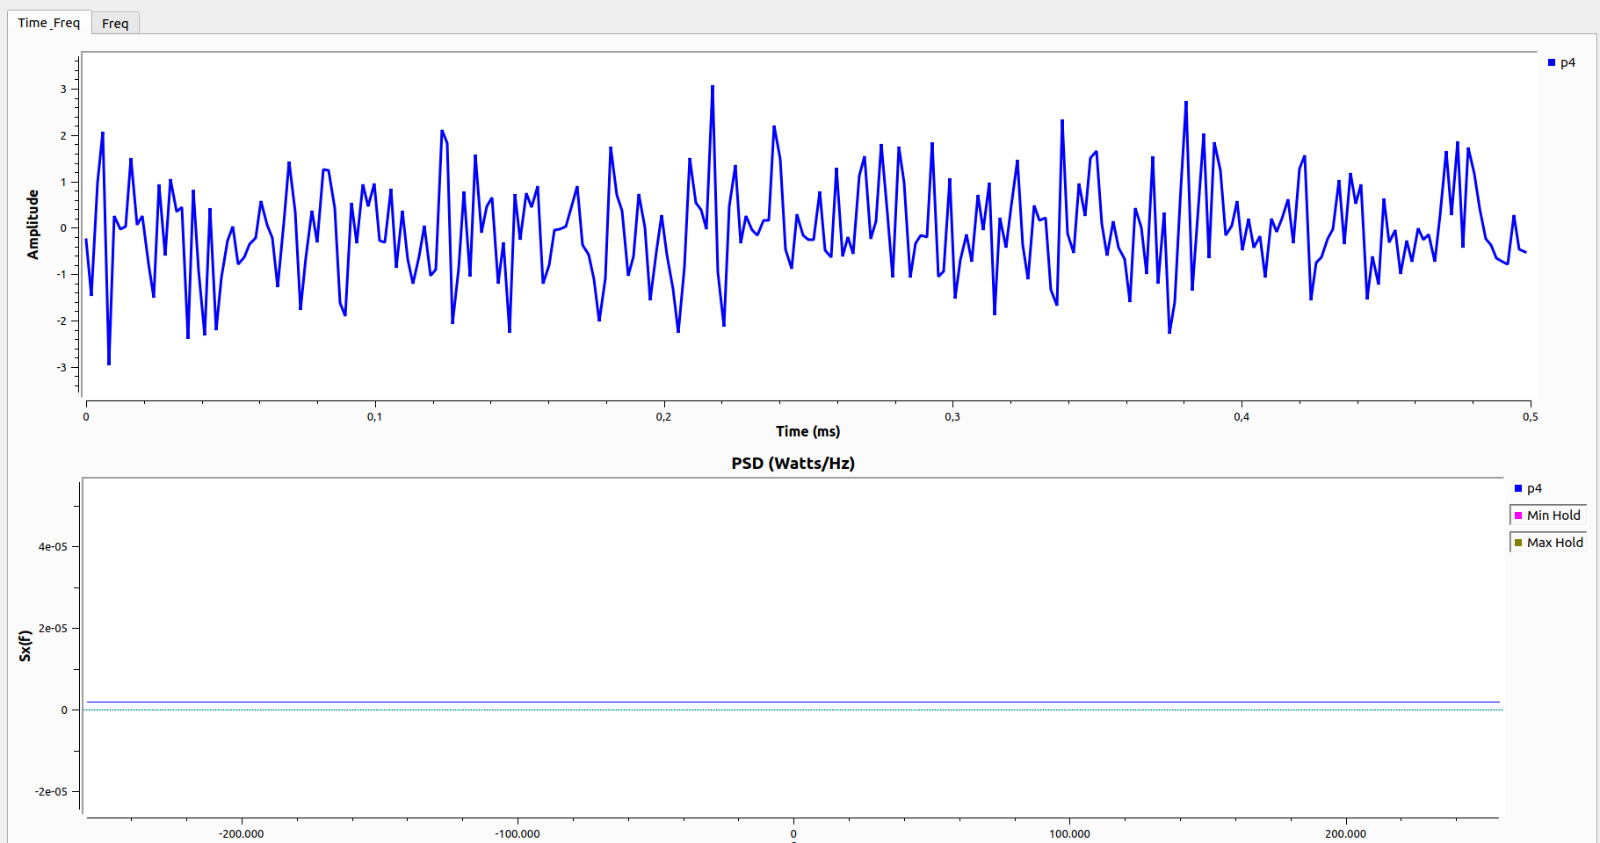 Time_Freq Freq
p4
3
2
1
0
-1
-2
-3
Amplitude
0 0,1 0,2 0,3 0,4 0,5
Time (ms)
PSD (Watts/Hz)
p4
Min Hold
Max Hold
4e-05
2e-05
0
-2e-05
Sx(f)
-200.000 -100.000 0 100.000 200.000